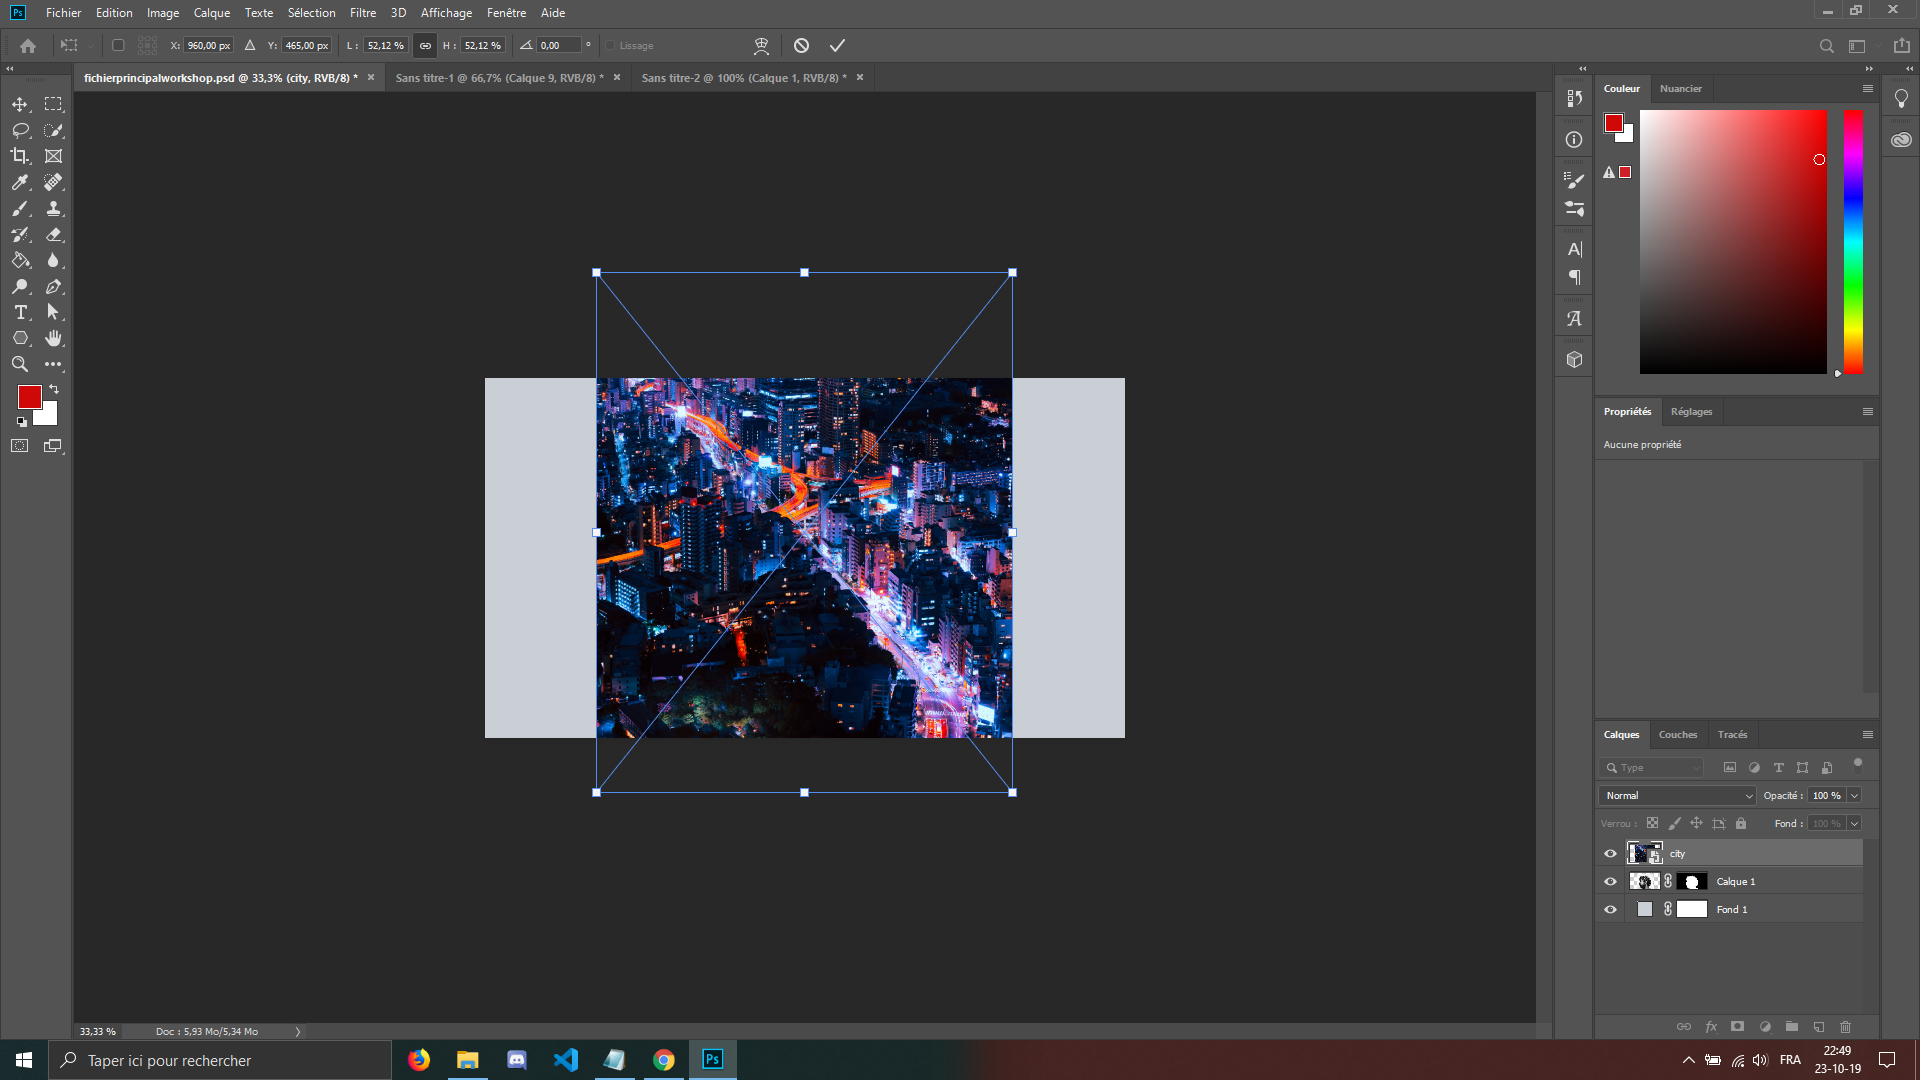 Ps Fichier Edition Image Calque Texte Sélection Filtre 3D Affichage Fenêtre Aide
X: 960,00 px Y: 465,00 px L : 52,12 % H : 52,12 % 0,00 ° Lissage
fichierprincipalworkshop.psd @ 33,3% (city, RVB/8) * Sans titre-1 @ 66,7% (Calque 9, RVB/8) * Sans titre-2 @ 100% (Calque 1, RVB/8) *
Couleur Nuancier
Propriétés Réglages
Aucune propriété
Calques Couches Tracés
Type
Normal Opacité : 100 %
Verrou : Fond : 100 %
city
Calque 1
Fond 1
33,33 % Doc : 5,93 Mo/5,34 Mo
Taper ici pour rechercher Ps FRA 22:49
23-10-19